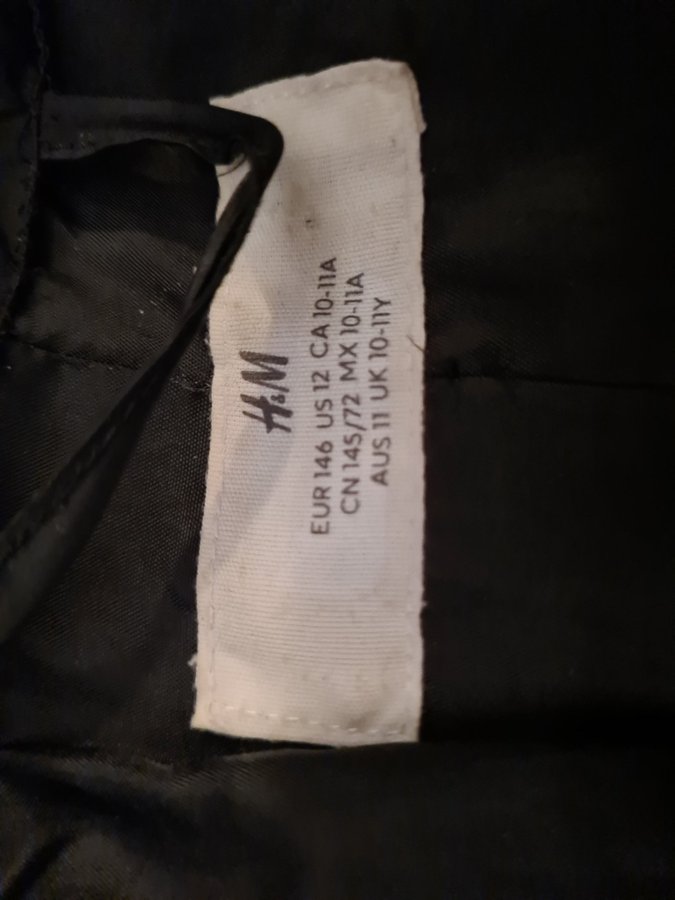 H&M
EUR 146 US 12 CA 10-11A
CN 145/72 MX 10-11A
AUS 11 UK 10-11Y